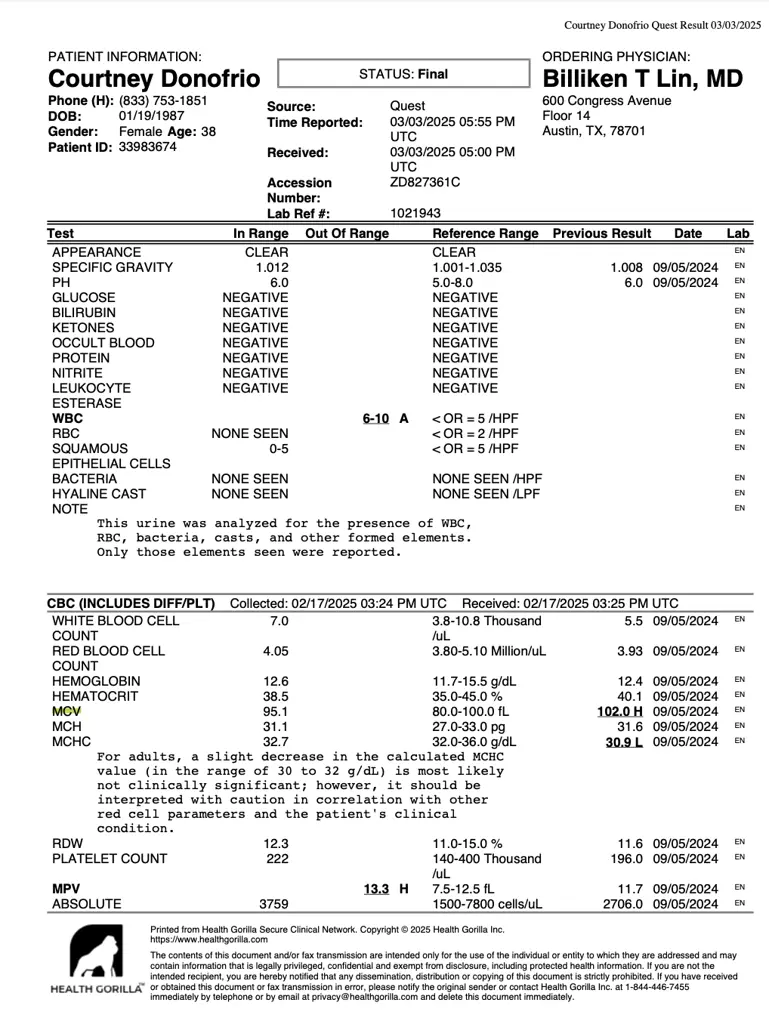 Courtney Donofrio Quest Result 03/03/2025
PATIENT INFORMATION:
Courtney Donofrio
Phone (H): (833) 753-1851
DOB: 01/19/1987
Gender: Female Age: 38
Patient ID: 33983674
STATUS: Final
Source: Quest
Time Reported: 03/03/2025 05:55 PM
UTC
Received: 03/03/2025 05:00 PM
UTC
Accession ZD827361C
Number:
Lab Ref #: 1021943
ORDERING PHYSICIAN:
Billiken T Lin, MD
600 Congress Avenue
Floor 14
Austin, TX, 78701
Test In Range Out Of Range Reference Range Previous Result Date Lab
APPEARANCE CLEAR CLEAR EN
SPECIFIC GRAVITY 1.012 1.001-1.035 1.008 09/05/2024 EN
PH 6.0 5.0-8.0 6.0 09/05/2024 EN
GLUCOSE NEGATIVE NEGATIVE EN
BILIRUBIN NEGATIVE NEGATIVE EN
KETONES NEGATIVE NEGATIVE EN
OCCULT BLOOD NEGATIVE NEGATIVE EN
PROTEIN NEGATIVE NEGATIVE EN
NITRITE NEGATIVE NEGATIVE EN
LEUKOCYTE NEGATIVE NEGATIVE EN
ESTERASE
WBC 6-10 A < OR = 5 /HPF EN
RBC NONE SEEN < OR = 2 /HPF EN
SQUAMOUS 0-5 < OR = 5 /HPF EN
EPITHELIAL CELLS
BACTERIA NONE SEEN NONE SEEN /HPF EN
HYALINE CAST NONE SEEN NONE SEEN /LPF EN
NOTE EN
This urine was analyzed for the presence of WBC,
RBC, bacteria, casts, and other formed elements.
Only those elements seen were reported.
CBC (INCLUDES DIFF/PLT) Collected: 02/17/2025 03:24 PM UTC Received: 02/17/2025 03:25 PM UTC
WHITE BLOOD CELL 7.0 3.8-10.8 Thousand 5.5 09/05/2024 EN
COUNT /uL
RED BLOOD CELL 4.05 3.80-5.10 Million/uL 3.93 09/05/2024 EN
COUNT
HEMOGLOBIN 12.6 11.7-15.5 g/dL 12.4 09/05/2024 EN
HEMATOCRIT 38.5 35.0-45.0 % 40.1 09/05/2024 EN
MCV 95.1 80.0-100.0 fL 102.0 H 09/05/2024 EN
MCH 31.1 27.0-33.0 pg 31.6 09/05/2024 EN
MCHC 32.7 32.0-36.0 g/dL 30.9 L 09/05/2024 EN
For adults, a slight decrease in the calculated MCHC
value (in the range of 30 to 32 g/dL) is most likely
not clinically significant; however, it should be
interpreted with caution in correlation with other
red cell parameters and the patient's clinical
condition.
RDW 12.3 11.0-15.0 % 11.6 09/05/2024 EN
PLATELET COUNT 222 140-400 Thousand 196.0 09/05/2024 EN
/uL
MPV 13.3 H 7.5-12.5 fL 11.7 09/05/2024 EN
ABSOLUTE 3759 1500-7800 cells/uL 2706.0 09/05/2024 EN
HEALTH GORILLA™
Printed from Health Gorilla Secure Clinical Network. Copyright © 2025 Health Gorilla Inc.
https://www.healthgorilla.com
The contents of this document and/or fax transmission are intended only for the use of the individual or entity to which they are addressed and may
contain information that is legally privileged, confidential and exempt from disclosure, including protected health information. If you are not the
intended recipient, you are hereby notified that any dissemination, distribution or copying of this document is strictly prohibited. If you have received
or obtained this document or fax transmission in error, please notify the original sender or contact Health Gorilla Inc. at 1-844-446-7455
immediately by telephone or by email at privacy@healthgorilla.com and delete this document immediately.